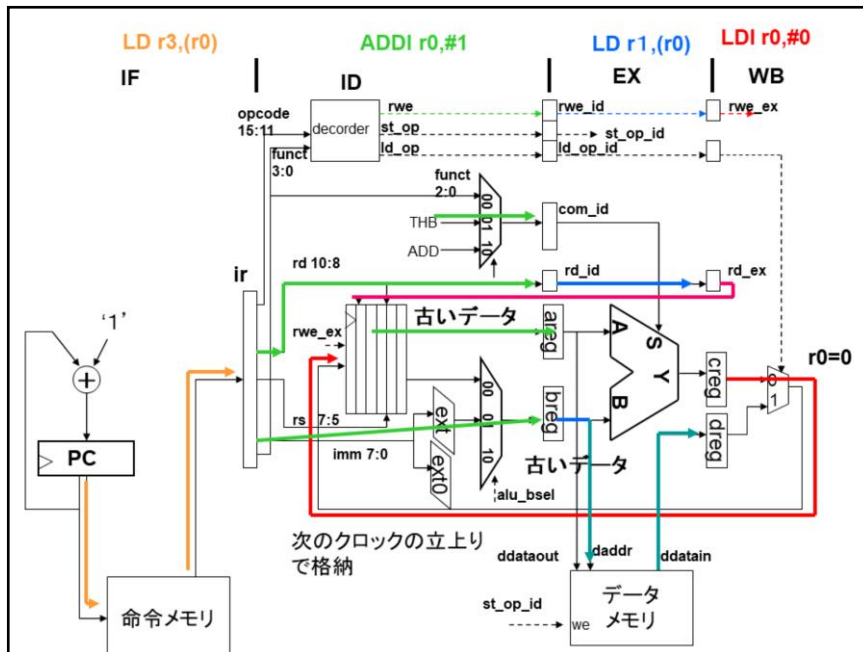 LD r3,(r0)
ADDI r0,#1
LD r1,(r0)
LDI r0,#0
IF
ID
EX
WB
opcode
15:11
decorder
rwe
st_op
ld_op
rwe_id
st_op_id
ld_op_id
rwe_ex
funct
3:0
funct
2:0
00
01
10
THB
ADD
com_id
ir
rd 10:8
rd_id
rd_ex
古いデータ
rwe_ex
areg
A
B
S
Y
creg
r0=0
0
1
'1'
+
PC
rs 7:5
ext
imm 7:0
ext0
00
0
10
breg
古いデータ
dreg
alu_bsel
次のクロックの立上り
で格納
ddataout
daddr
ddatain
命令メモリ
st_op_id
we
データ
メモリ